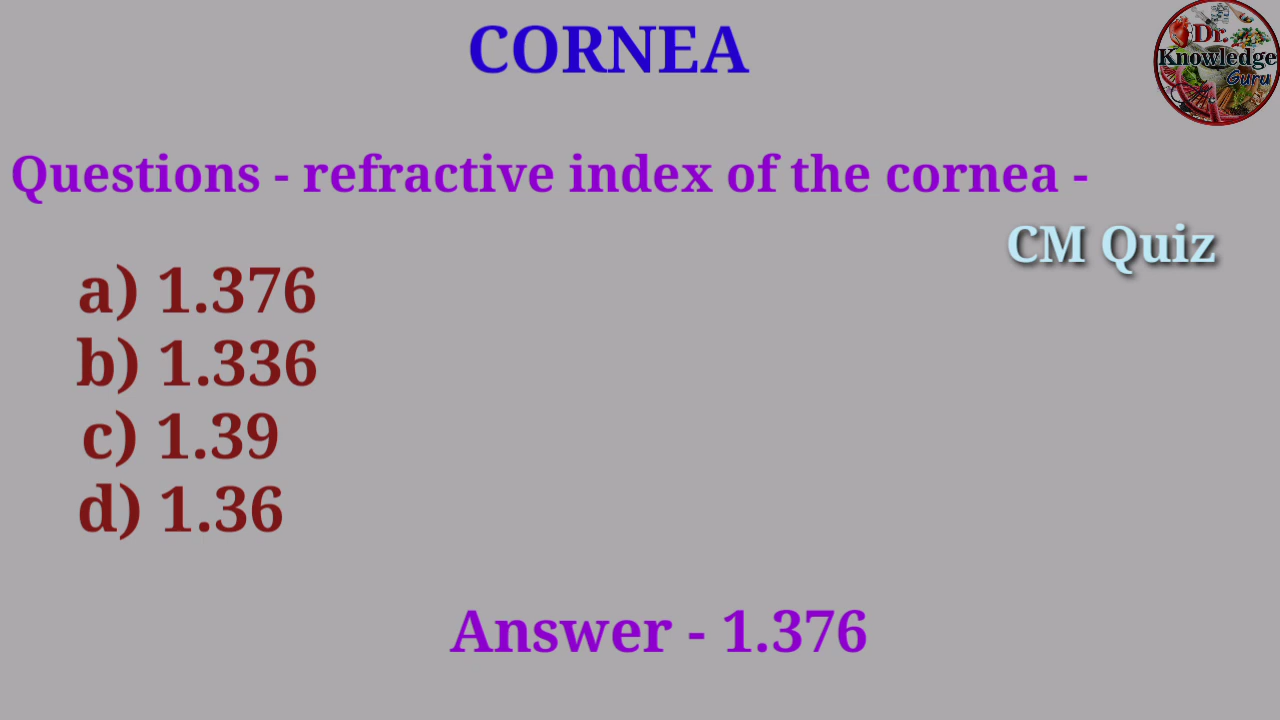 CORNEA
Dr.
Knowledge
Guru
Questions - refractive index of the cornea -
CM Quiz
a) 1.376
b) 1.336
c) 1.39
d) 1.36
Answer - 1.376